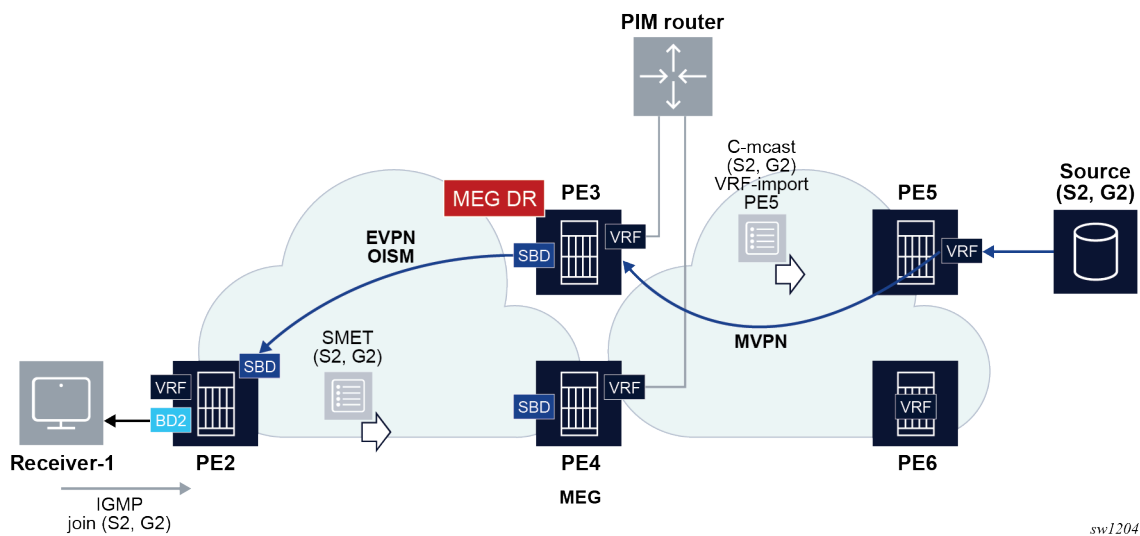 PIM router
C-mcast
(S2, G2)
VRF-import
PE5
Source
(S2, G2)
MEG DR
PE3
PE5
VRF
VRF
SBD
EVPN
OISM
MVPN
SMET
(S2, G2)
SBD
VRF
BD2
VRF
SBD
VRF
Receiver-1
PE2
PE4
PE6
MEG
IGMP
join (S2, G2)
sw1204